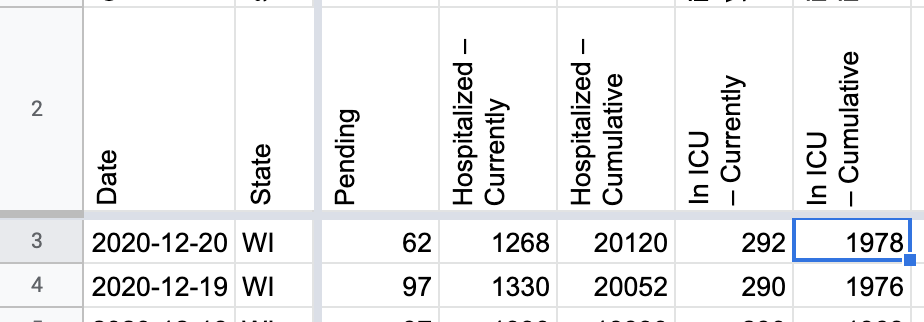 2
Date
State
Pending
Hospitalized –
Currently
Hospitalized –
Cumulative
In ICU
– Currently
In ICU
– Cumulative
3 2020-12-20 WI 62 1268 20120 292 1978
4 2020-12-19 WI 97 1330 20052 290 1976